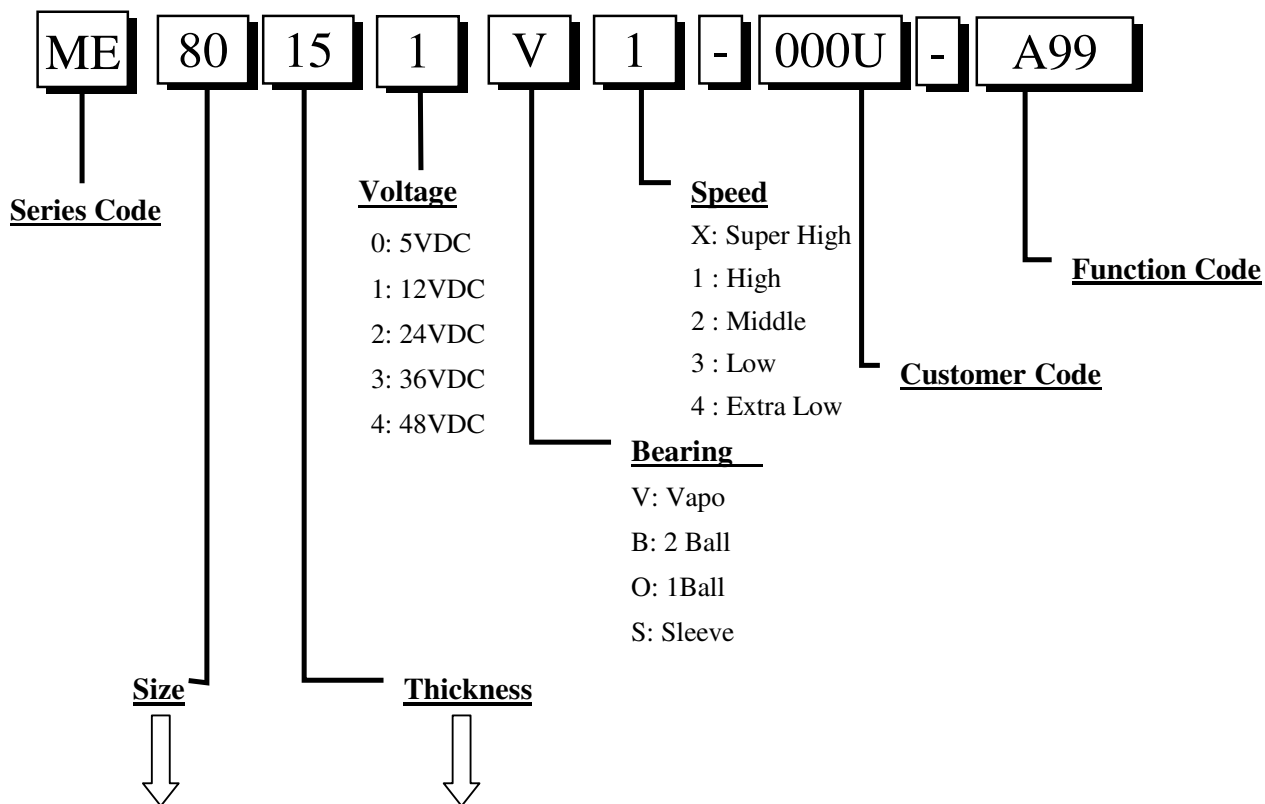 ME 80 15 1 V 1 - 000U - A99
Series Code
Voltage
0: 5VDC
1: 12VDC
2: 24VDC
3: 36VDC
4: 48VDC
Speed
X: Super High
1 : High
2 : Middle
3 : Low
4 : Extra Low
Function Code
Customer Code
Bearing
V: Vapo
B: 2 Ball
O: 1Ball
S: Sleeve
Size
Thickness